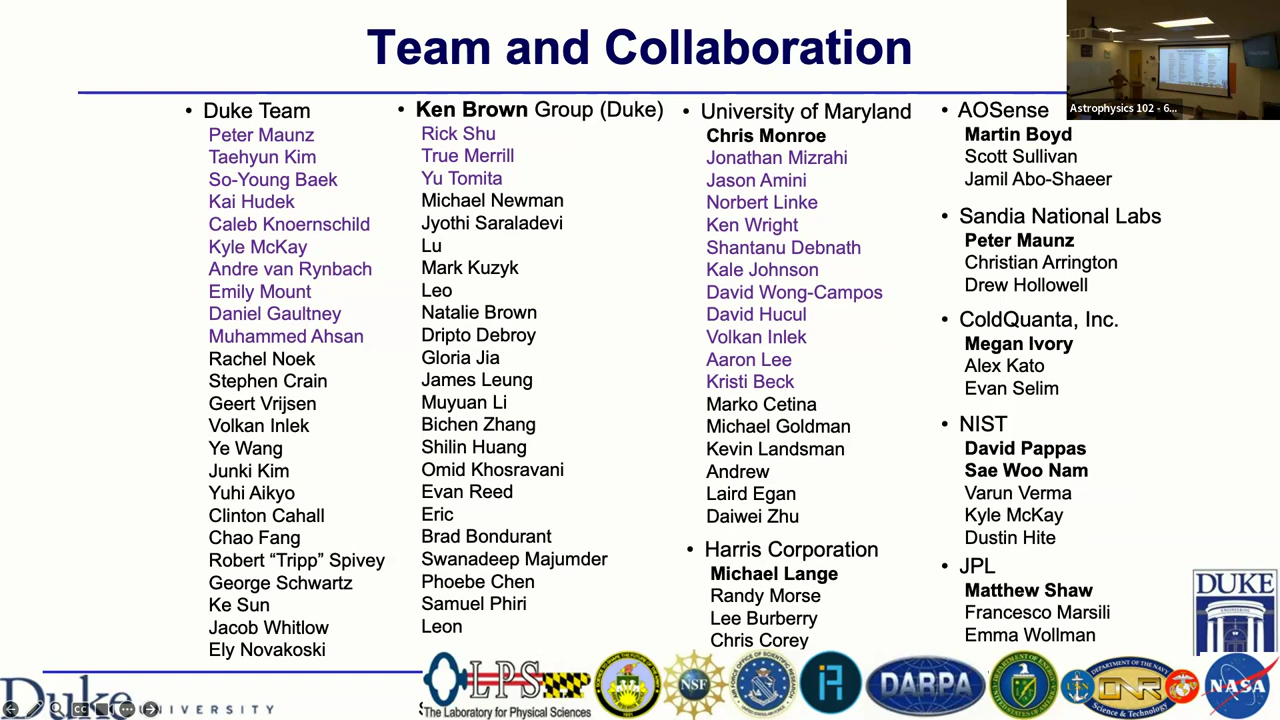 Team and Collaboration
Astrophysics 102 - 6...
• Duke Team
Peter Maunz
Taehyun Kim
So-Young Baek
Kai Hudek
Caleb Knoernschild
Kyle McKay
Andre van Rynbach
Emily Mount
Daniel Gaultney
Muhammed Ahsan
Rachel Noek
Stephen Crain
Geert Vrijsen
Volkan Inlek
Ye Wang
Junki Kim
Yuhi Aikyo
Clinton Cahall
Chao Fang
Robert “Tripp” Spivey
George Schwartz
Ke Sun
Jacob Whitlow
Ely Novakoski
• Ken Brown Group (Duke)
Rick Shu
True Merrill
Yu Tomita
Michael Newman
Jyothi Saraladevi
Lu
Mark Kuzyk
Leo
Natalie Brown
Dripto Debroy
Gloria Jia
James Leung
Muyuan Li
Bichen Zhang
Shilin Huang
Omid Khosravani
Evan Reed
Eric
Brad Bondurant
Swanadeep Majumder
Phoebe Chen
Samuel Phiri
Leon
• University of Maryland
Chris Monroe
Jonathan Mizrahi
Jason Amini
Norbert Linke
Ken Wright
Shantanu Debnath
Kale Johnson
David Wong-Campos
David Hucul
Volkan Inlek
Aaron Lee
Kristi Beck
Marko Cetina
Michael Goldman
Kevin Landsman
Andrew
Laird Egan
Daiwei Zhu
• Harris Corporation
Michael Lange
Randy Morse
Lee Burberry
Chris Corey
• AOSense
Martin Boyd
Scott Sullivan
Jamil Abo-Shaeer
• Sandia National Labs
Peter Maunz
Christian Arrington
Drew Hollowell
• ColdQuanta, Inc.
Megan Ivory
Alex Kato
Evan Selim
• NIST
David Pappas
Sae Woo Nam
Varun Verma
Kyle McKay
Dustin Hite
• JPL
Matthew Shaw
Francesco Marsili
Emma Wollman
DUKE
ENGINEERING
Duke
UNIVERSITY
LPS
The Laboratory for Physical Sciences
NSF
DARPA
DEPARTMENT OF THE NAVY
ONR
Science & Technology
NASA